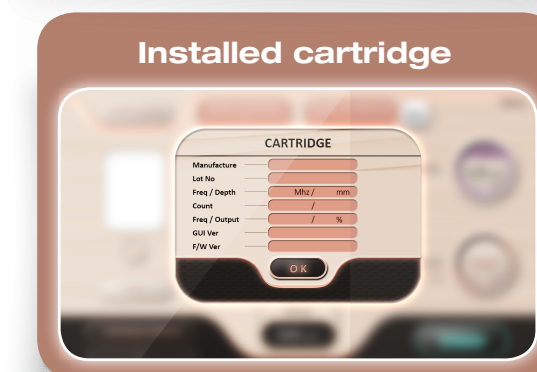 Installed cartridge
CARTRIDGE
Manufacture
Lot No
Freq / Depth Mhz / mm
Count /
Freq / Output / %
GUI Ver
F/W Ver
OK